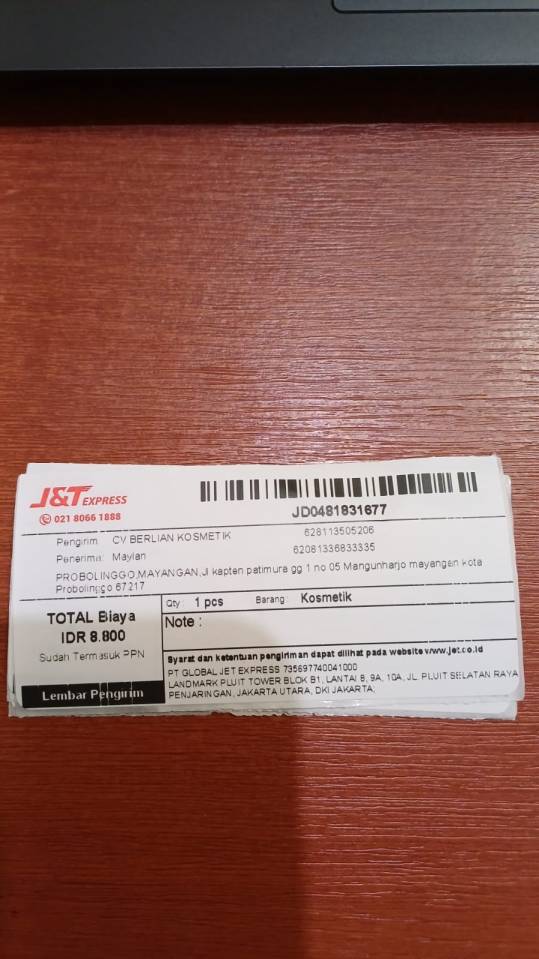 J&T EXPRESS
021 8066 1888
JD0481831677
Pengirim: CV BERLIAN KOSMETIK 628113505206
Penerima: Maylan 62081336833335
PROBOLINGGO,MAYANGAN,Jl kapten patimura gg 1 no 05 Mangunharjo mayangan kota
Probolinggo 67217
TOTAL Biaya
IDR 8.800
Sudah Termasuk PPN
Lembar Pengirim
Qty: 1 pcs Barang: Kosmetik
Note :
Syarat dan ketentuan pengiriman dapat dilihat pada website www.jet.co.id
PT GLOBAL JET EXPRESS 735697740041000
LANDMARK PLUIT TOWER BLOK B1, LANTAI 8, 9A, 10A, JL. PLUIT SELATAN RAYA
PENJARINGAN, JAKARTA UTARA, DKI JAKARTA,